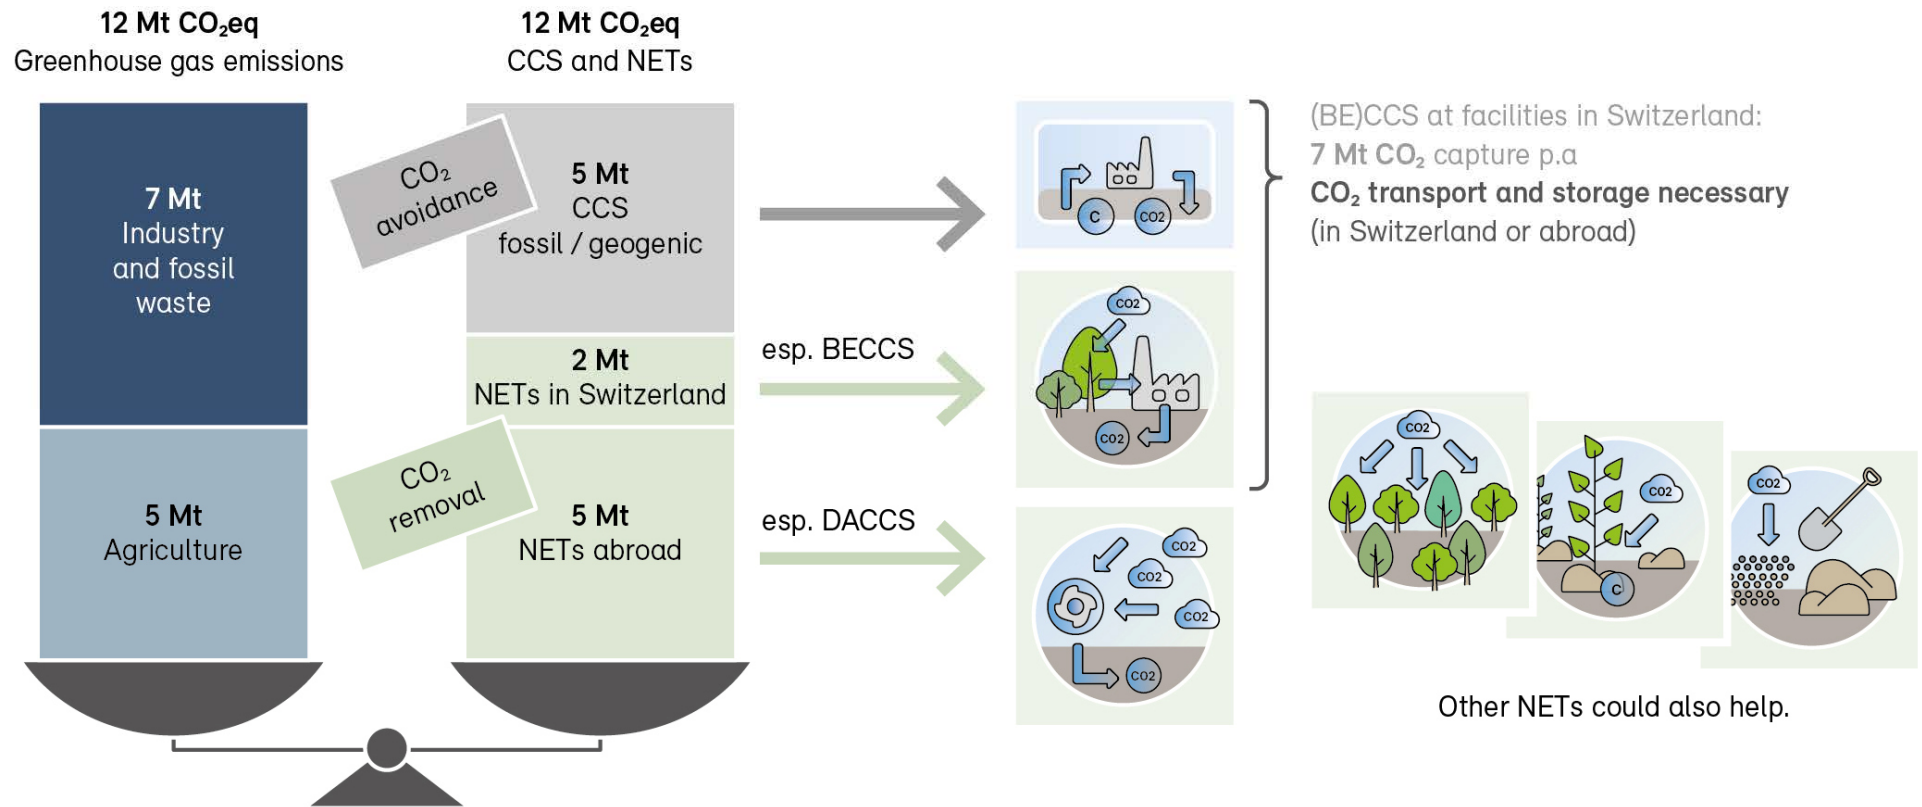 12 Mt CO₂eq
Greenhouse gas emissions
7 Mt
Industry
and fossil
waste
5 Mt
Agriculture
12 Mt CO₂eq
CCS and NETs
CO₂
avoidance
5 Mt
CCS
fossil / geogenic
2 Mt
NETs in Switzerland
CO₂
removal
5 Mt
NETs abroad
esp. BECCS
esp. DACCS
C
CO2
CO2
CO2
CO2
CO2
CO2
CO2
(BE)CCS at facilities in Switzerland:
7 Mt CO₂ capture p.a
CO₂ transport and storage necessary
(in Switzerland or abroad)
CO2
CO2
C
CO2
Other NETs could also help.